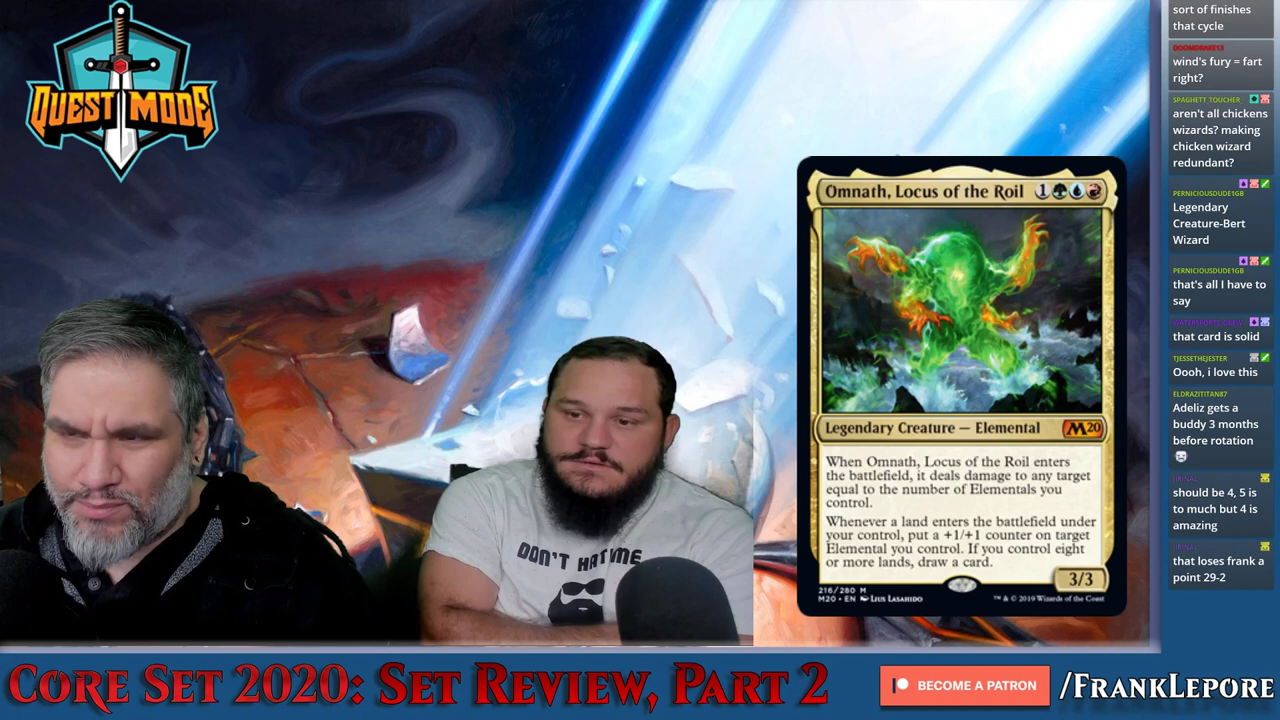 QUEST MODE
DON'T HATE ME
Omnath, Locus of the Roil 1
Legendary Creature — Elemental M20
When Omnath, Locus of the Roil enters
the battlefield, it deals damage to any target
equal to the number of Elementals you
control.
Whenever a land enters the battlefield under
your control, put a +1/+1 counter on target
Elemental you control. If you control eight
or more lands, draw a card.
3/3
216/280 M
M20 • EN Lius Lasahido
™ & © 2019 Wizards of the Coast
sort of finishes
that cycle
DOOMDRAKE13
wind's fury = fart
right?
SPAGHETT_TOUCHER
aren't all chickens
wizards? making
chicken wizard
redundant?
PERNICIOUSDUDE1GB
Legendary
Creature-Bert
Wizard
PERNICIOUSDUDE1GB
that's all I have to
say
that card is solid
TJESSETHEJESTER
Oooh, i love this
ELDRAZITITAN87
Adeliz gets a
buddy 3 months
before rotation
should be 4, 5 is
to much but 4 is
amazing
that loses frank a
point 29-2
Core Set 2020: Set Review, Part 2
BECOME A PATRON
/FrankLepore